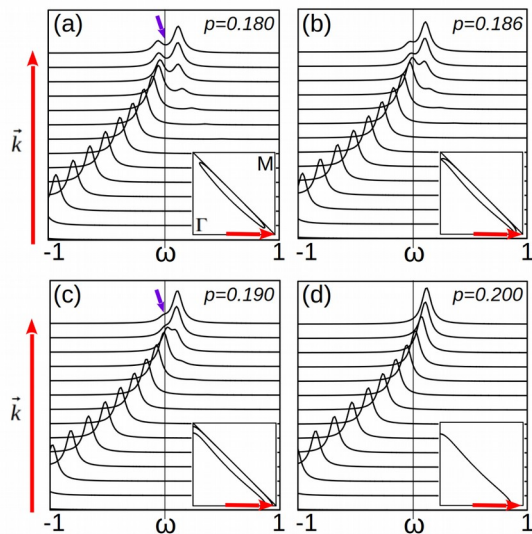 (a) p=0.180
(b) p=0.186
k
M
Γ
-1 ω 1
-1 ω 1
(c) p=0.190
(d) p=0.200
k
-1 ω 1
-1 ω 1